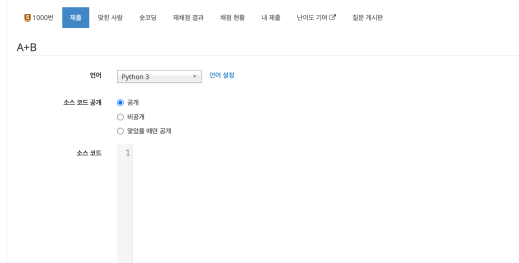 5 1000번 제출 맞힌 사람 숏코딩 재채점 결과 채점 현황 내 제출 난이도 기여 질문 게시판
A+B
언어 Python 3 언어 설정
소스 코드 공개 공개
비공개
맞았을 때만 공개
소스 코드 1